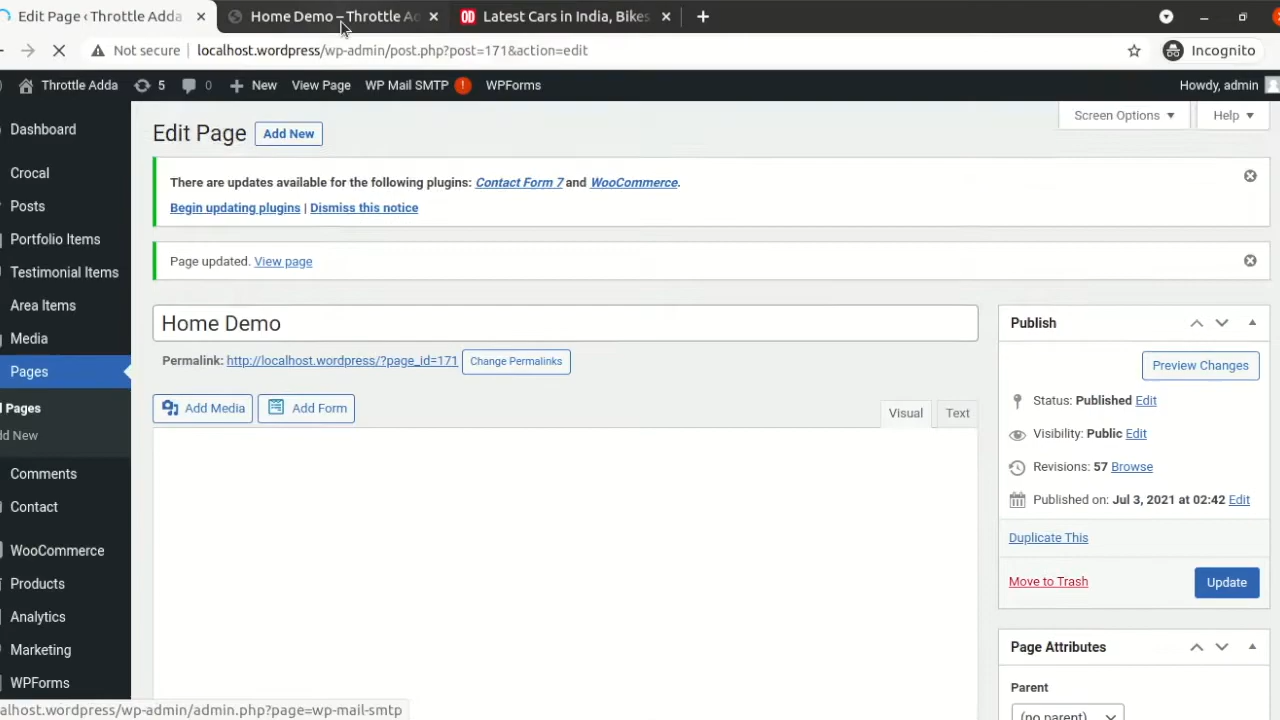 Edit Page ‹ Throttle Adda
Home Demo – Throttle Ad
OD Latest Cars in India, Bikes
Not secure localhost.wordpress/wp-admin/post.php?post=171&action=edit
Incognito
Throttle Adda 5 0 New View Page WP Mail SMTP ! WPForms
Howdy, admin
Dashboard
Crocal
Posts
Portfolio Items
Testimonial Items
Area Items
Media
Pages
Pages
dd New
Comments
Contact
WooCommerce
Products
Analytics
Marketing
WPForms
Edit Page Add New
Screen Options Help
There are updates available for the following plugins: Contact Form 7 and WooCommerce.
Begin updating plugins | Dismiss this notice
Page updated. View page
Home Demo
Permalink: http://localhost.wordpress/?page_id=171 Change Permalinks
Add Media Add Form
Visual Text
Publish
Preview Changes
Status: Published Edit
Visibility: Public Edit
Revisions: 57 Browse
Published on: Jul 3, 2021 at 02:42 Edit
Duplicate This
Move to Trash Update
Page Attributes
Parent
(no parent)
alhost.wordpress/wp-admin/admin.php?page=wp-mail-smtp